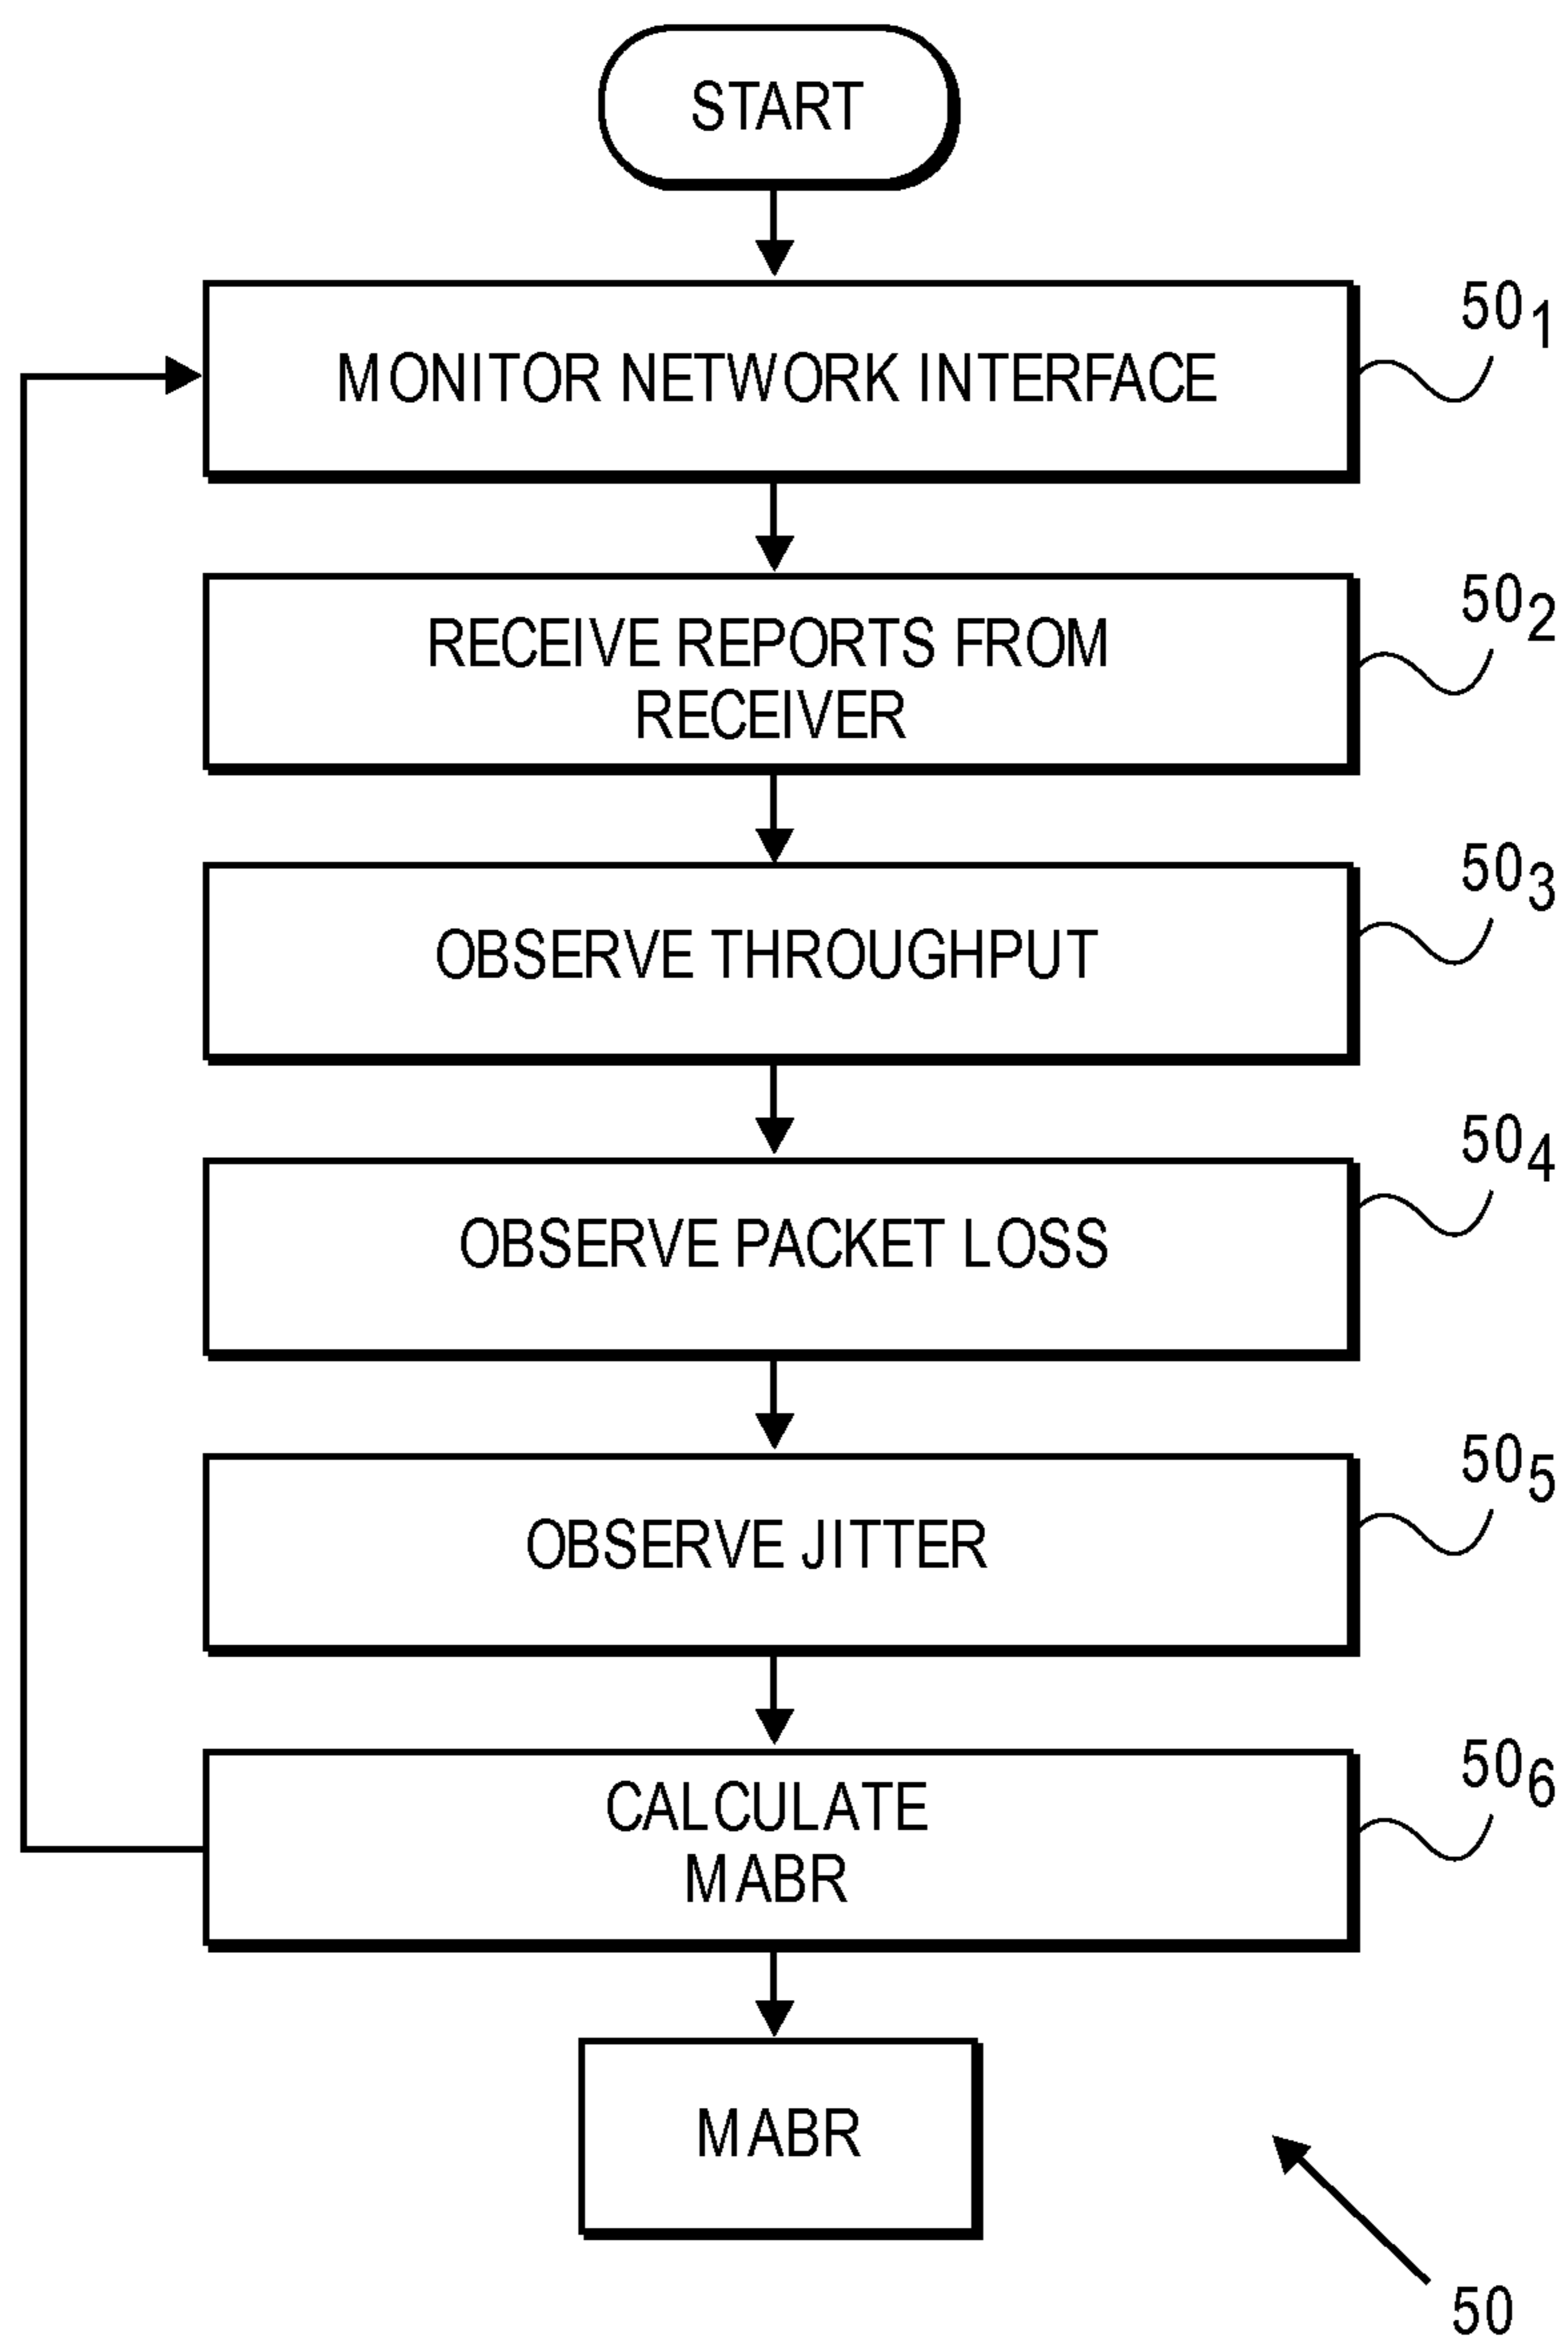 START
MONITOR NETWORK INTERFACE
50₁
RECEIVE REPORTS FROM
RECEIVER
50₂
OBSERVE THROUGHPUT
50₃
OBSERVE PACKET LOSS
50₄
OBSERVE JITTER
50₅
CALCULATE
MABR
50₆
MABR
50